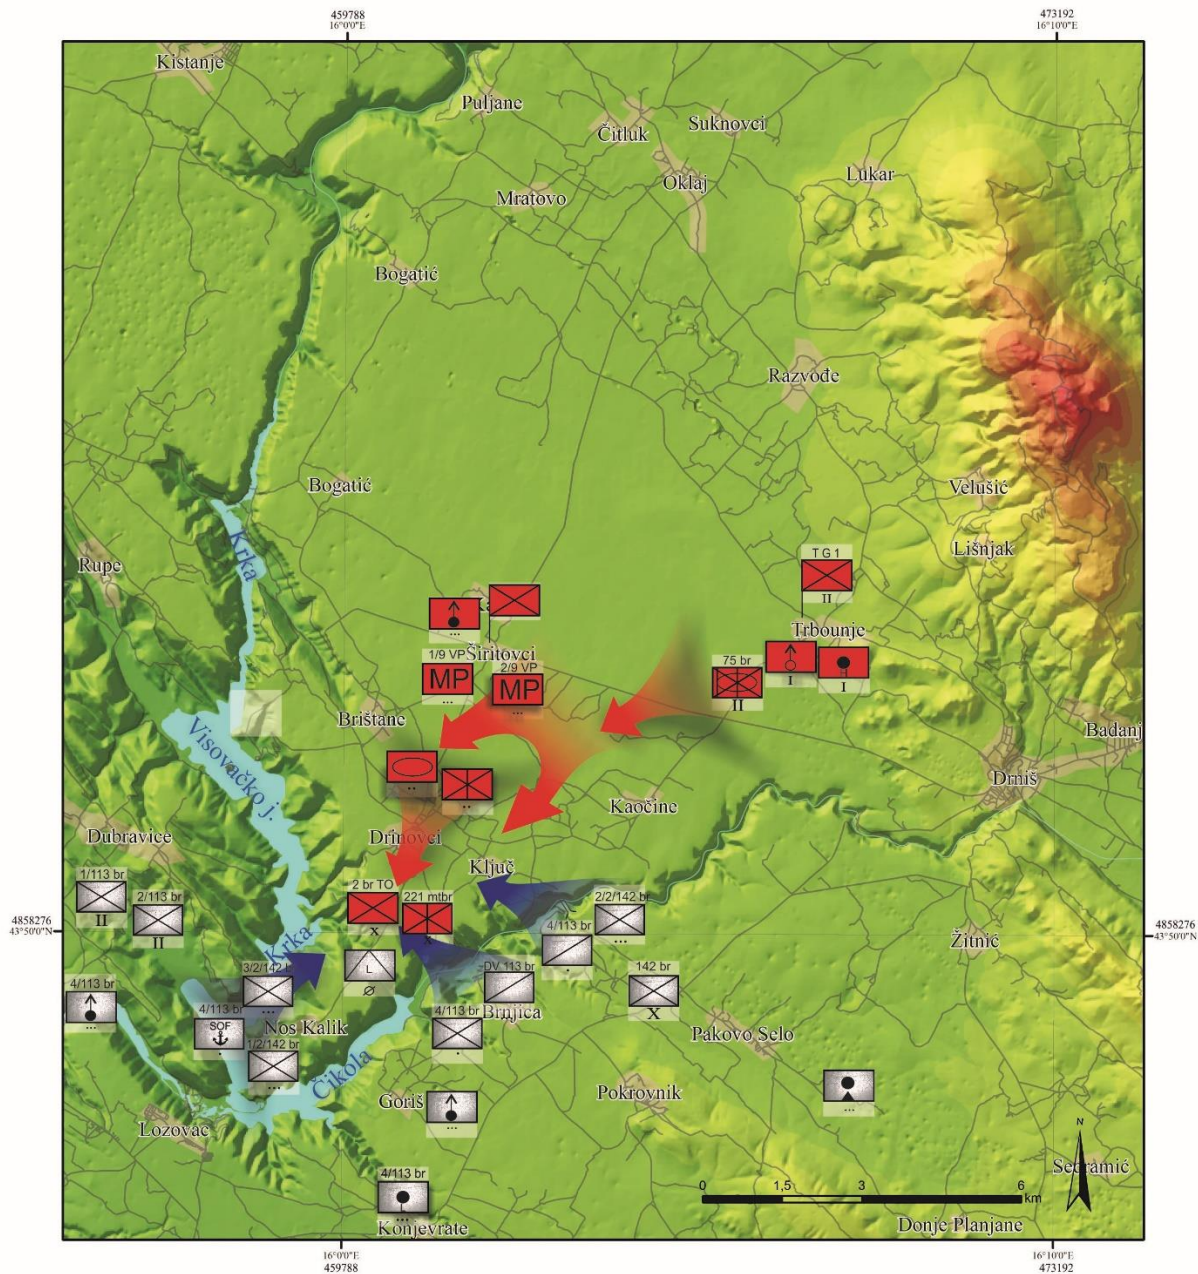 459788
16°0'0"E
473192
16°10'0"E
Kistanje
Puljane
Čitluk
Suknovci
Oklaj
Lukar
Mratovo
Bogatić
Razvođe
Bogatić
Velušić
Krka
Lišnjak
Rupe
T G 1
II
Trbounje
...
Širitovci
1/9 VP
MP
...
2/9 VP
MP
...
75 br
II
I
I
Brištane
Badanj
Visovačko j.
Drniš
..
..
Kaočine
Dubravice
Drinovci
Ključ
1/113 br
II
2/113 br
II
2 br TO
X
221 mtbr
X
2/2/142 br
...
4858276
43°50'0"N
4858276
43°50'0"N
4/113 br
.
Žitnić
Krka
3/2/142 b
...
L
Ø
DV 113 br
142 br
X
4/113 br
...
4/113 br
SOF
.
Nos Kalik
Brnjica
4/113 br
.
Pakovo Selo
1/2/142 br
...
Čikola
Goriš
...
Pokrovnik
...
Lozovac
N
Sedramić
4/113 br
...
Konjevrate
0
1,5
3
6
km
Donje Planjane
16°0'0"E
459788
16°10'0"E
473192